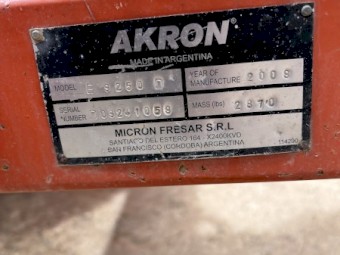 AKRON®
MADE IN ARGENTINA
MODEL E 6250 T
YEAR OF MANUFACTURE 2008
SERIAL NUMBER
MASS (lbs) 2870
MICRON FRESAR S.R.L
SANTIAGO DEL ESTERO 164 - X2400KVD
SAN FRANCISCO (CORDOBA) ARGENTINA